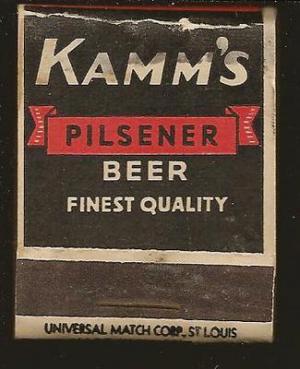 KAMM'S
PILSENER
BEER
FINEST QUALITY
UNIVERSAL MATCH CORP., ST LOUIS